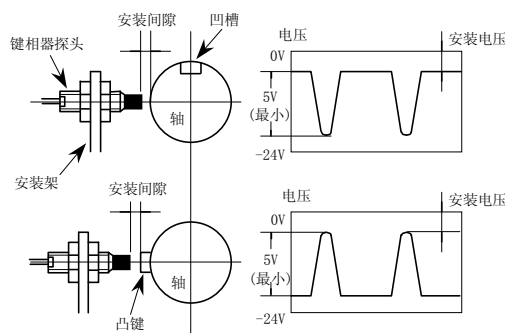 凹槽
安装间隙
电压
安装电压
键相器探头
0V
5V
(最小)
轴
-24V
安装架
安装间隙
电压
安装电压
0V
5V
(最小)
轴
-24V
凸键